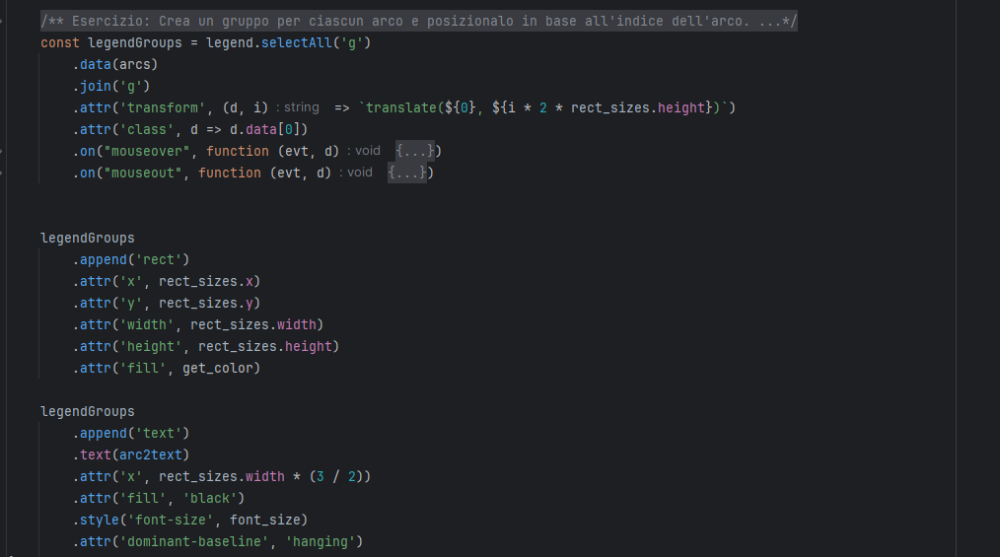 /** Esercizio: Crea un gruppo per ciascun arco e posizionalo in base all'indice dell'arco. ...*/
const legendGroups = legend.selectAll('g')
.data(arcs)
.join('g')
.attr('transform', (d, i) : string => `translate(${0}, ${i * 2 * rect_sizes.height})`)
.attr('class', d => d.data[0])
.on("mouseover", function (evt, d) : void {...})
.on("mouseout", function (evt, d) : void {...})
legendGroups
.append('rect')
.attr('x', rect_sizes.x)
.attr('y', rect_sizes.y)
.attr('width', rect_sizes.width)
.attr('height', rect_sizes.height)
.attr('fill', get_color)
legendGroups
.append('text')
.text(arc2text)
.attr('x', rect_sizes.width * (3 / 2))
.attr('fill', 'black')
.style('font-size', font_size)
.attr('dominant-baseline', 'hanging')